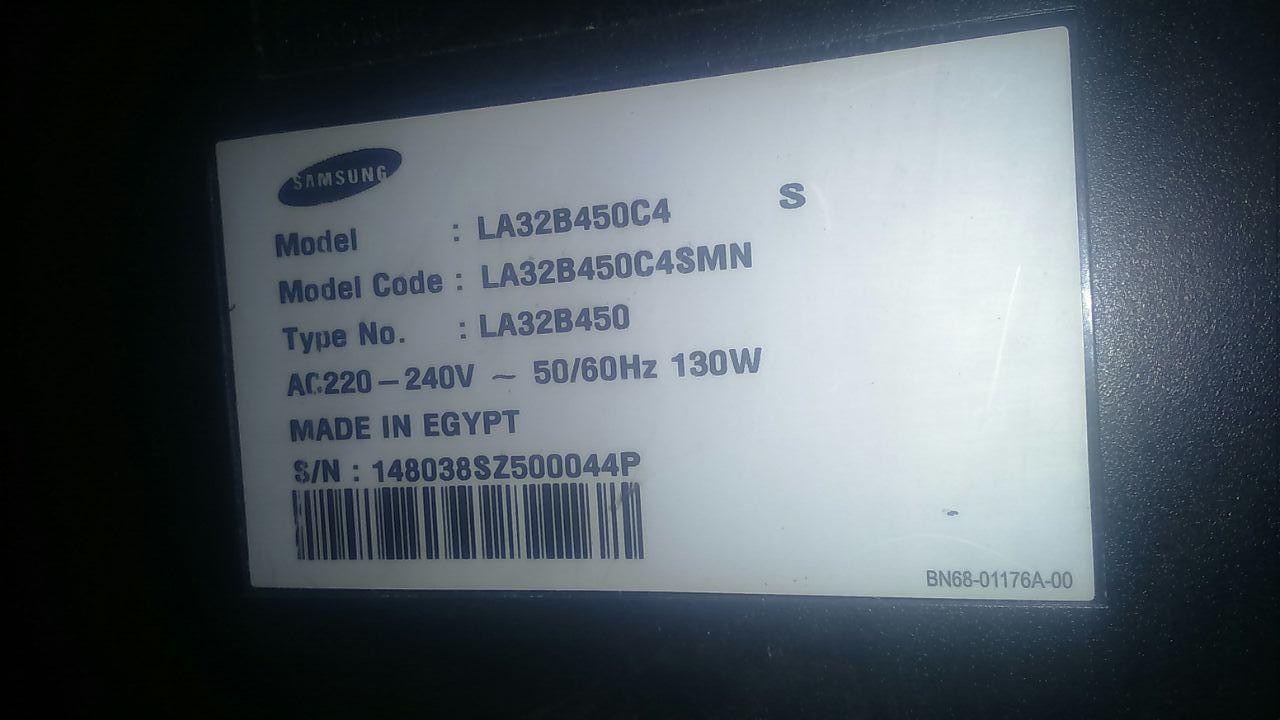 SAMSUNG
S
Model : LA32B450C4
Model Code : LA32B450C4SMN
Type No. : LA32B450
AC220-240V ~ 50/60Hz 130W
MADE IN EGYPT
S/N : 148038SZ500044P
BN68-01176A-00